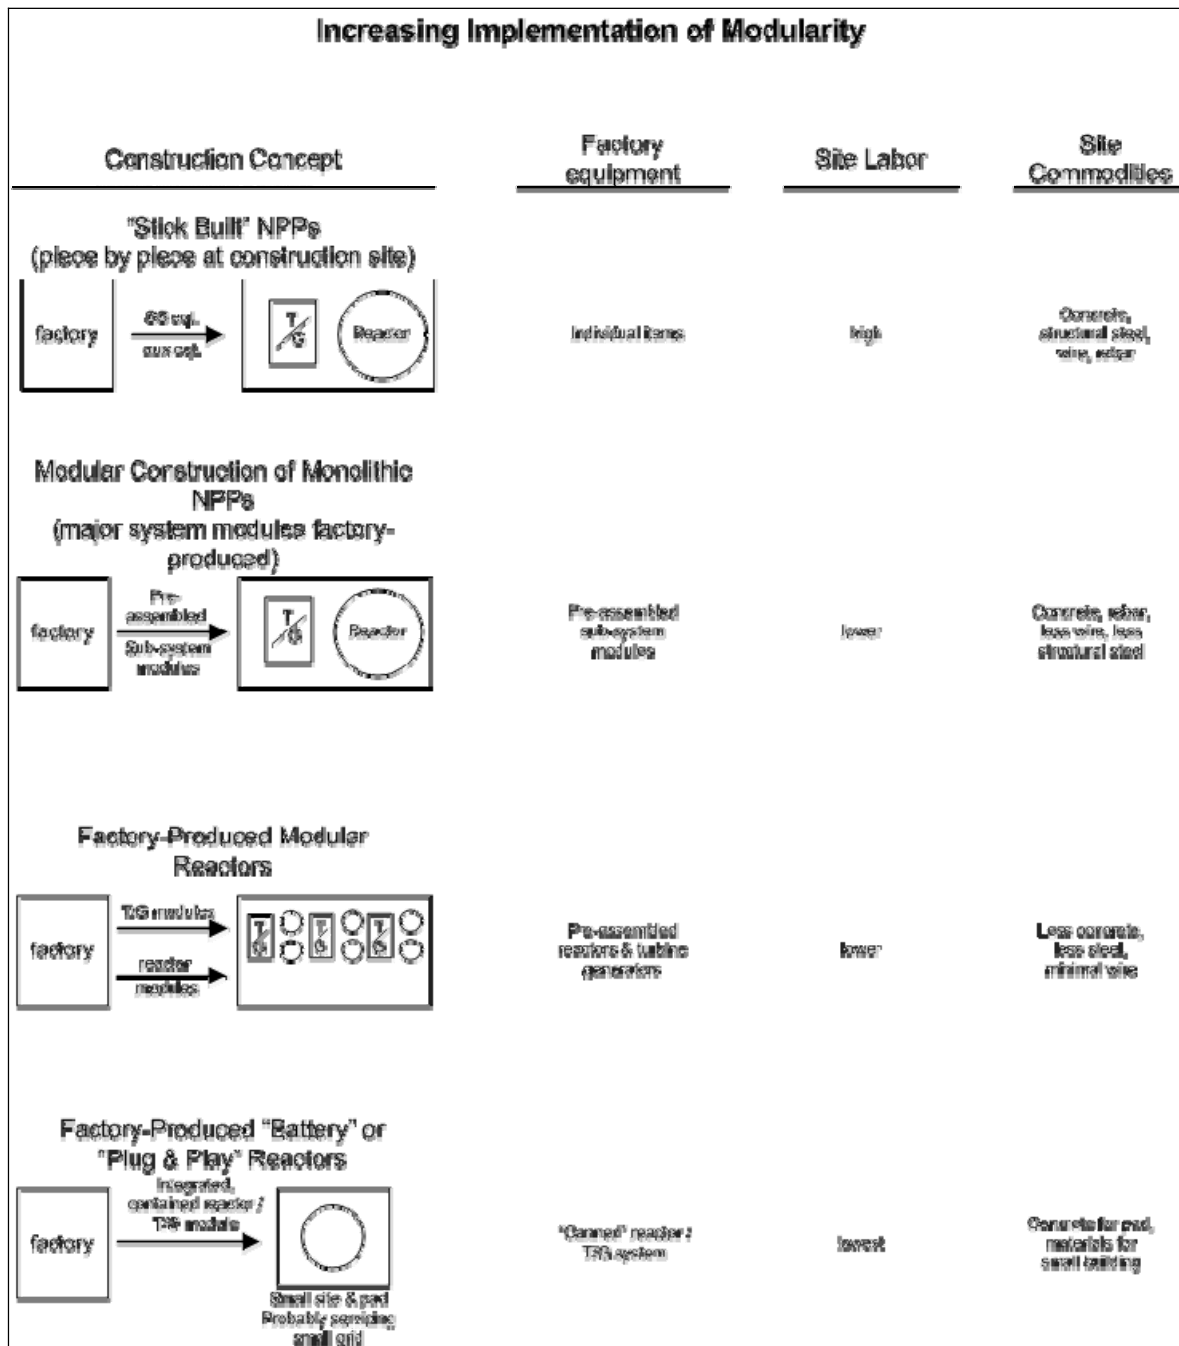 Increasing Implementation of Modularity
Construction Concept
Factory
equipment
Site Labor
Site
Commodities
"Stick Built" NPPs
(piece by piece at construction site)
factory
eqt.
aux eqt.
T/G
Reactor
Individual items
high
Concrete,
structural steel,
wire, rebar
Modular Construction of Monolithic
NPPs
(major system modules factory-
produced)
factory
Pre-
assembled
Sub-system
modules
T/G
Reactor
Pre-assembled
sub-system
modules
lower
Concrete, rebar,
less wire, less
structural steel
Factory-Produced Modular
Reactors
factory
T/G modules
reactor
modules
T/G
T/G
T/G
Pre-assembled
reactors & turbine
generators
lower
Less concrete,
less steel,
minimal wire
Factory-Produced "Battery" or
"Plug & Play" Reactors
factory
Integrated,
contained reactor /
T/G module
Small site & pad
Probably servicing
small grid
"Canned" reactor /
T/G system
lowest
Concrete for pad,
materials for
small building